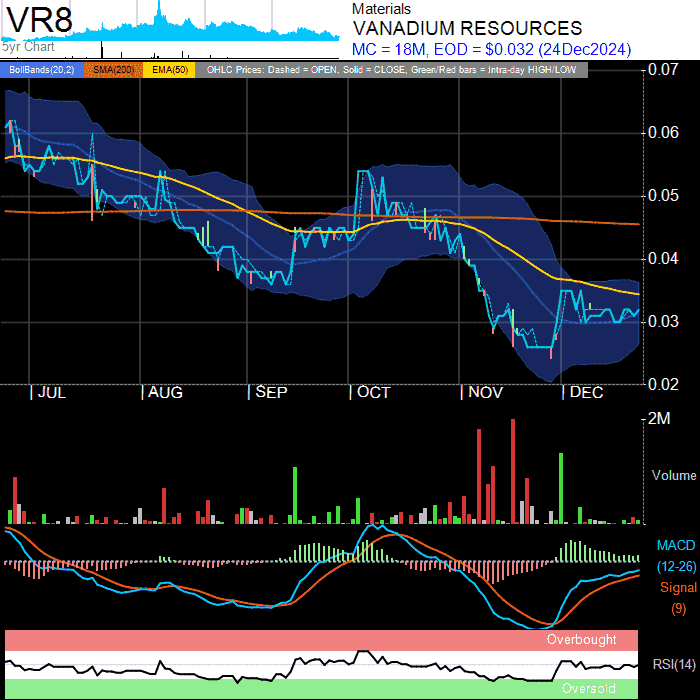 VR8
Materials
VANADIUM RESOURCES
MC = 18M, EOD = $0.032 (24Dec2024)
5yr Chart
BollBands(20,2) SMA(200) EMA(50) OHLC Prices: Dashed = OPEN, Solid = CLOSE, Green/Red bars = Intra-day HIGH/LOW
0.07
0.06
0.05
0.04
0.03
0.02
JUL AUG SEP OCT NOV DEC
2M
Volume
MACD
(12-26)
Signal
(9)
Overbought
RSI(14)
Oversold